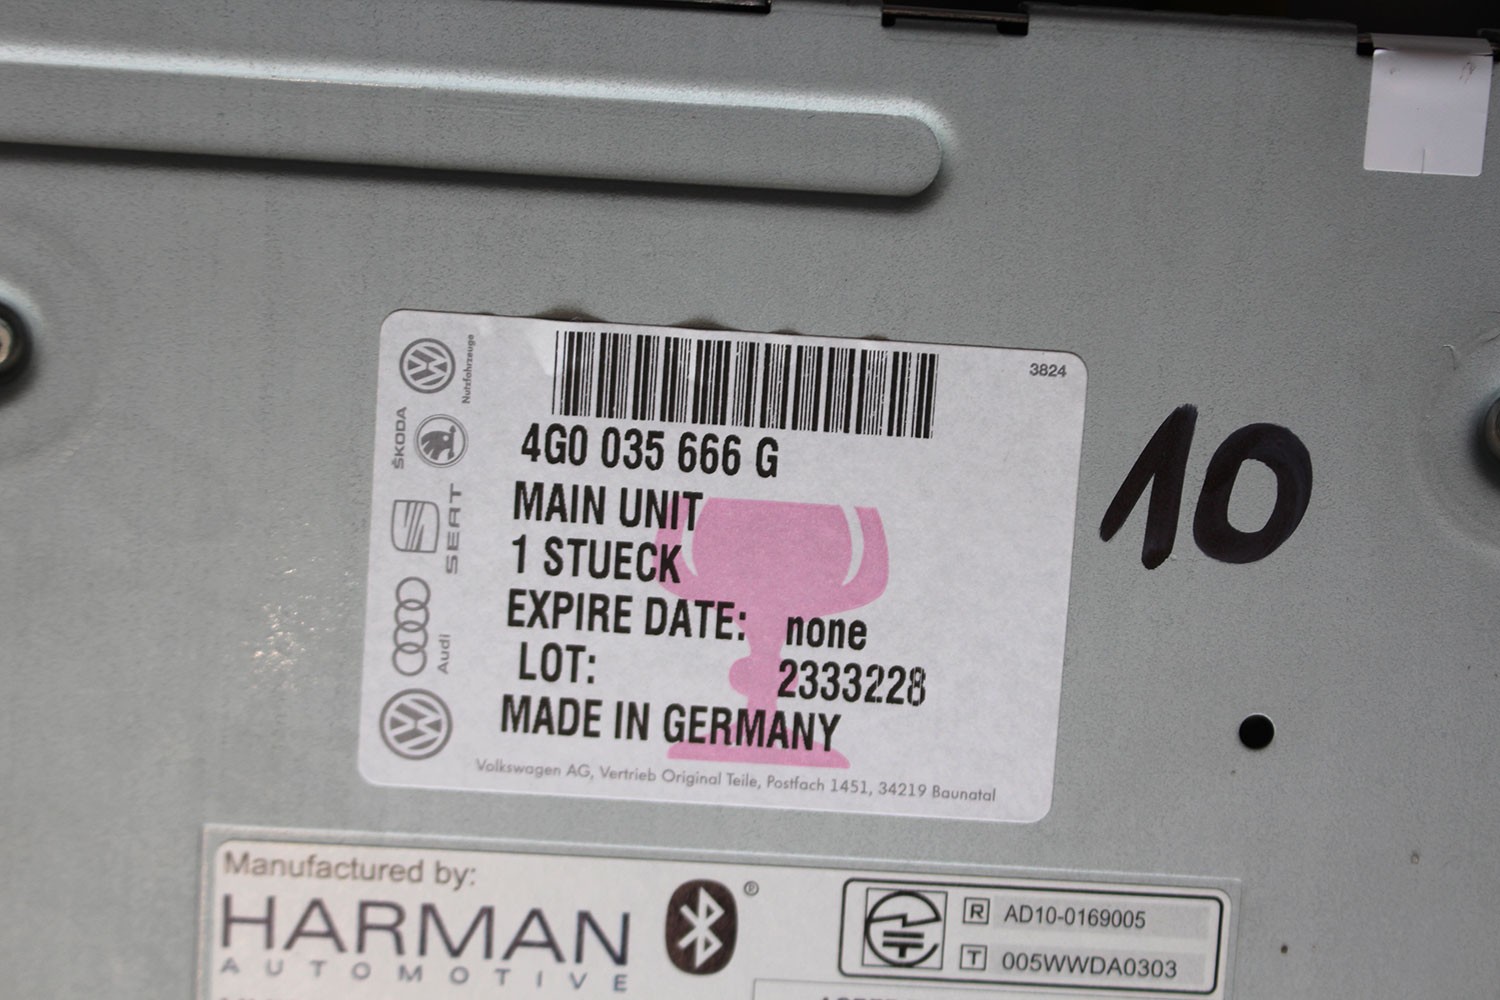 3824
Nutzfahrzeuge
ŠKODA
SEAT
Audi
4G0 035 666 G
MAIN UNIT
1 STUECK
EXPIRE DATE: none
LOT: 2333228
MADE IN GERMANY
Volkswagen AG, Vertrieb Original Teile, Postfach 1451, 34219 Baunatal
10
Manufactured by:
HARMAN
AUTOMOTIVE
®
R AD10-0169005
T 005WWDA0303